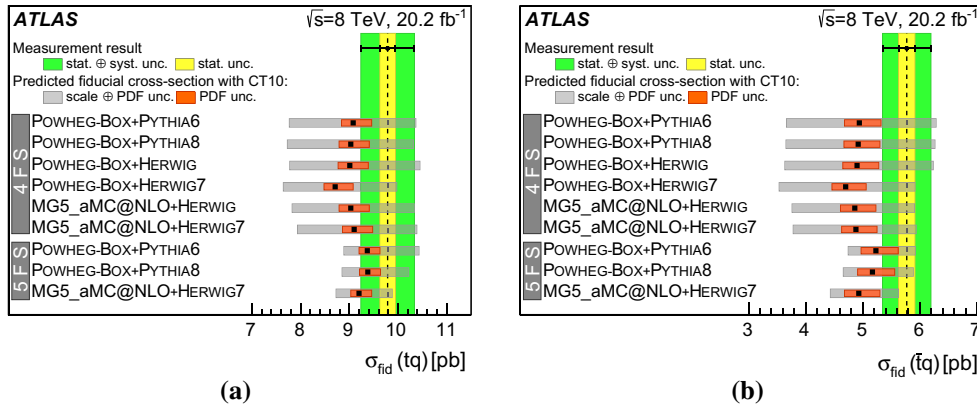 ATLAS
√s=8 TeV, 20.2 fb⁻¹
Measurement result
stat. ⊕ syst. unc. stat. unc.
Predicted fiducial cross-section with CT10:
scale ⊕ PDF unc. PDF unc.
4FS
POWHEG-BOX+PYTHIA6
POWHEG-BOX+PYTHIA8
POWHEG-BOX+HERWIG
POWHEG-BOX+HERWIG7
MG5_aMC@NLO+HERWIG
MG5_aMC@NLO+HERWIG7
5FS
POWHEG-BOX+PYTHIA6
POWHEG-BOX+PYTHIA8
MG5_aMC@NLO+HERWIG7
7 8 9 10 11
σfid (tq) [pb]
(a)
ATLAS
√s=8 TeV, 20.2 fb⁻¹
Measurement result
stat. ⊕ syst. unc. stat. unc.
Predicted fiducial cross-section with CT10:
scale ⊕ PDF unc. PDF unc.
4FS
POWHEG-BOX+PYTHIA6
POWHEG-BOX+PYTHIA8
POWHEG-BOX+HERWIG
POWHEG-BOX+HERWIG7
MG5_aMC@NLO+HERWIG
MG5_aMC@NLO+HERWIG7
5FS
POWHEG-BOX+PYTHIA6
POWHEG-BOX+PYTHIA8
MG5_aMC@NLO+HERWIG7
3 4 5 6 7
σfid (t̄q) [pb]
(b)